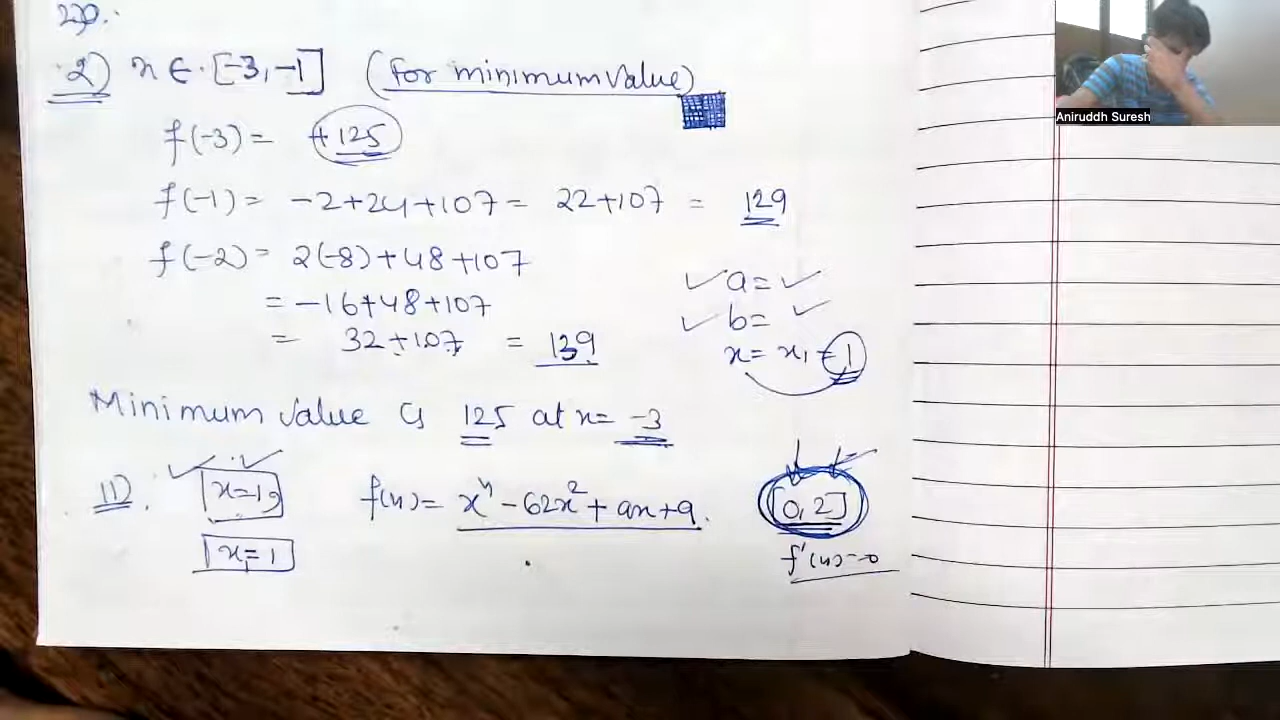 2) x ∈ [-3, -1] (for minimum value)
f(-3) = +125
f(-1) = -2+24+107 = 22+107 = 129
f(-2) = 2(-8)+48+107
= -16+48+107
= 32+107 = 139
✓ a= ✓
✓ b= ✓
x= x, = 1
Minimum value is 125 at x= -3
11). x=1, f(x)= x⁴ - 62x² + ax+9. [0, 2]
x=1 f'(x)=0
Aniruddh Suresh